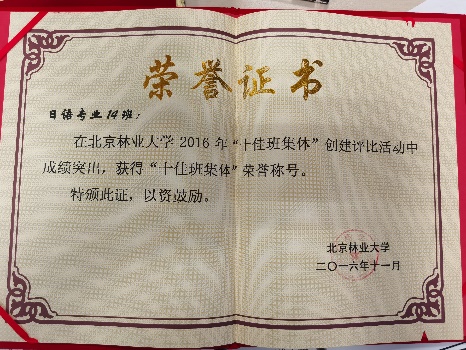 荣誉证书
日语专业14班：
在北京林业大学2016年“十佳班集体”创建评比活动中
成绩突出，获得“十佳班集体”荣誉称号。
特颁此证，以资鼓励。
北京林业大学
二〇一六年十一月